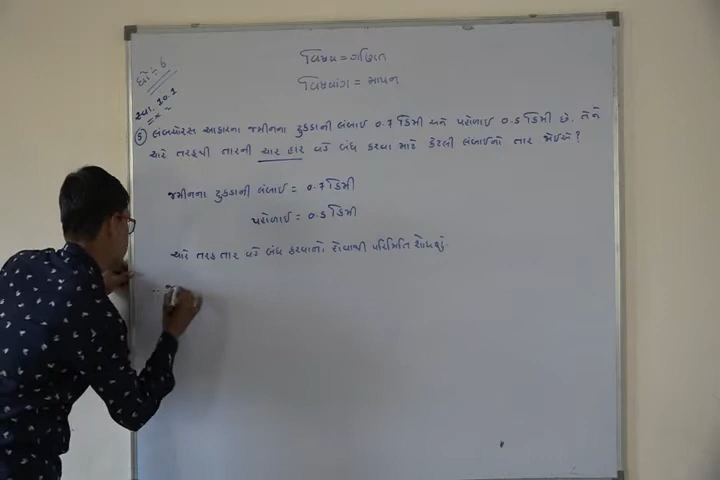 વિષય = ગણિત
વિષયાંગ = માપન
ધો ÷ 6
સ્વા. 10.1
5 લંબચોરસ આકારના જમીનના ટુકડાની લંબાઈ 0.7 કિમી અને પહોળાઈ 0.5 કિમી છે. તેને
ચારે તરફથી તારની ચાર હાર વડે બંધ કરવા માટે કેટલી લંબાઈનો તાર જોઈએ ?
જમીનના ટુકડાની લંબાઈ = 0.7 કિમી
પહોળાઈ = 0.5 કિમી
ચારે તરફ તાર વડે બંધ કરવાનો હોવાથી પરિમિતિ શોધશું.